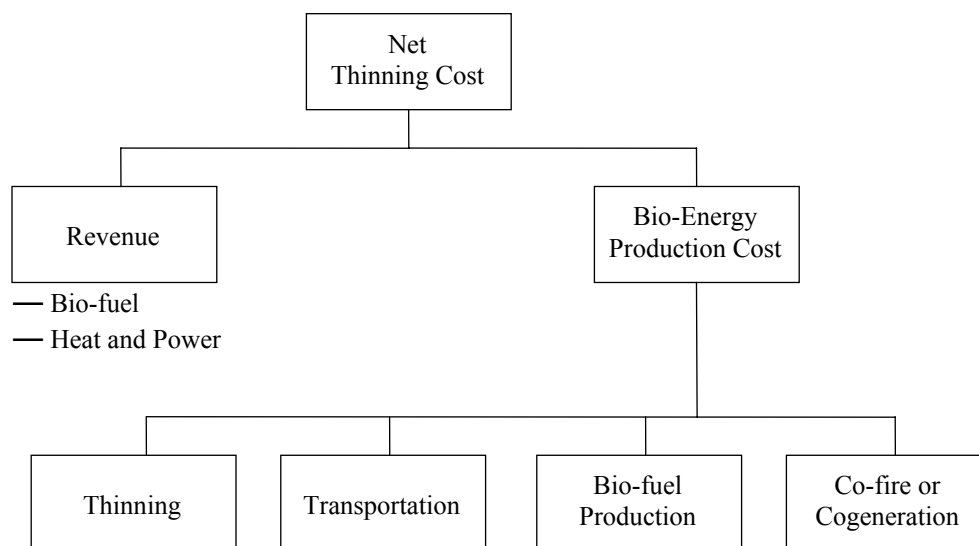 Net
Thinning Cost
Revenue
Bio-Energy
Production Cost
— Bio-fuel
— Heat and Power
Thinning
Transportation
Bio-fuel
Production
Co-fire or
Cogeneration